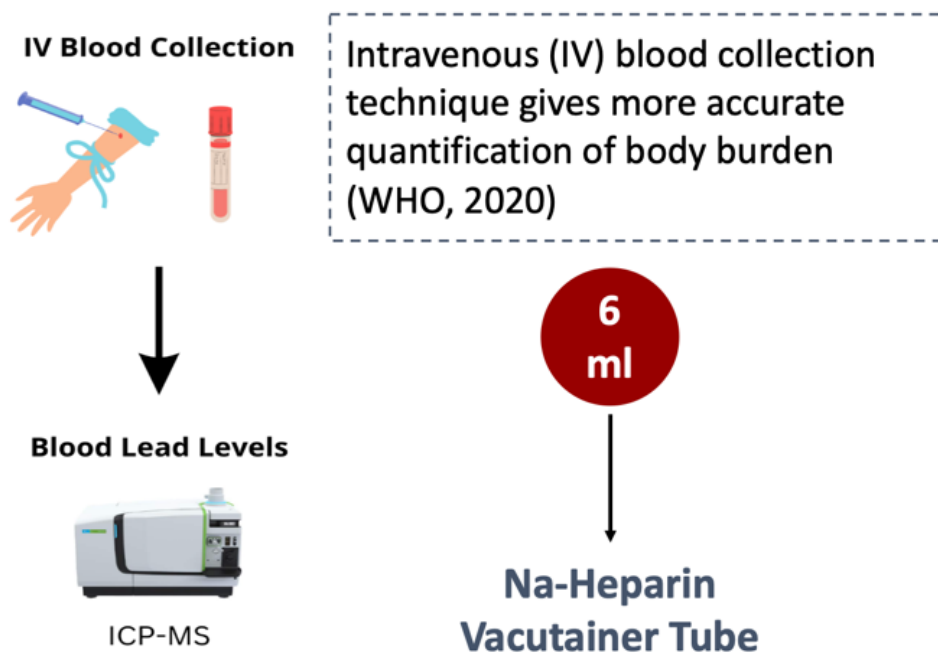 IV Blood Collection
Intravenous (IV) blood collection
technique gives more accurate
quantification of body burden
(WHO, 2020)
6
ml
Blood Lead Levels
ICP-MS
Na-Heparin
Vacutainer Tube